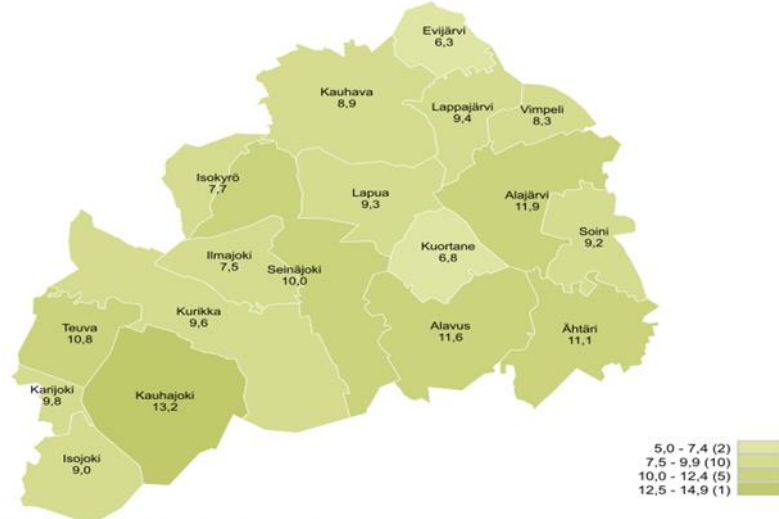 Evijärvi
6,3
Kauhava
8,9
Lappajärvi
9,4
Vimpeli
8,3
Isokyrö
7,7
Lapua
9,3
Alajärvi
11,9
Soini
9,2
Kuortane
6,8
Ilmajoki
7,5
Seinäjoki
10,0
Kurikka
9,6
Teuva
10,8
Alavus
11,6
Ähtäri
11,1
Karijoki
9,8
Kauhajoki
13,2
Isojoki
9,0
5,0 - 7,4 (2)
7,5 - 9,9 (10)
10,0 - 12,4 (5)
12,5 - 14,9 (1)